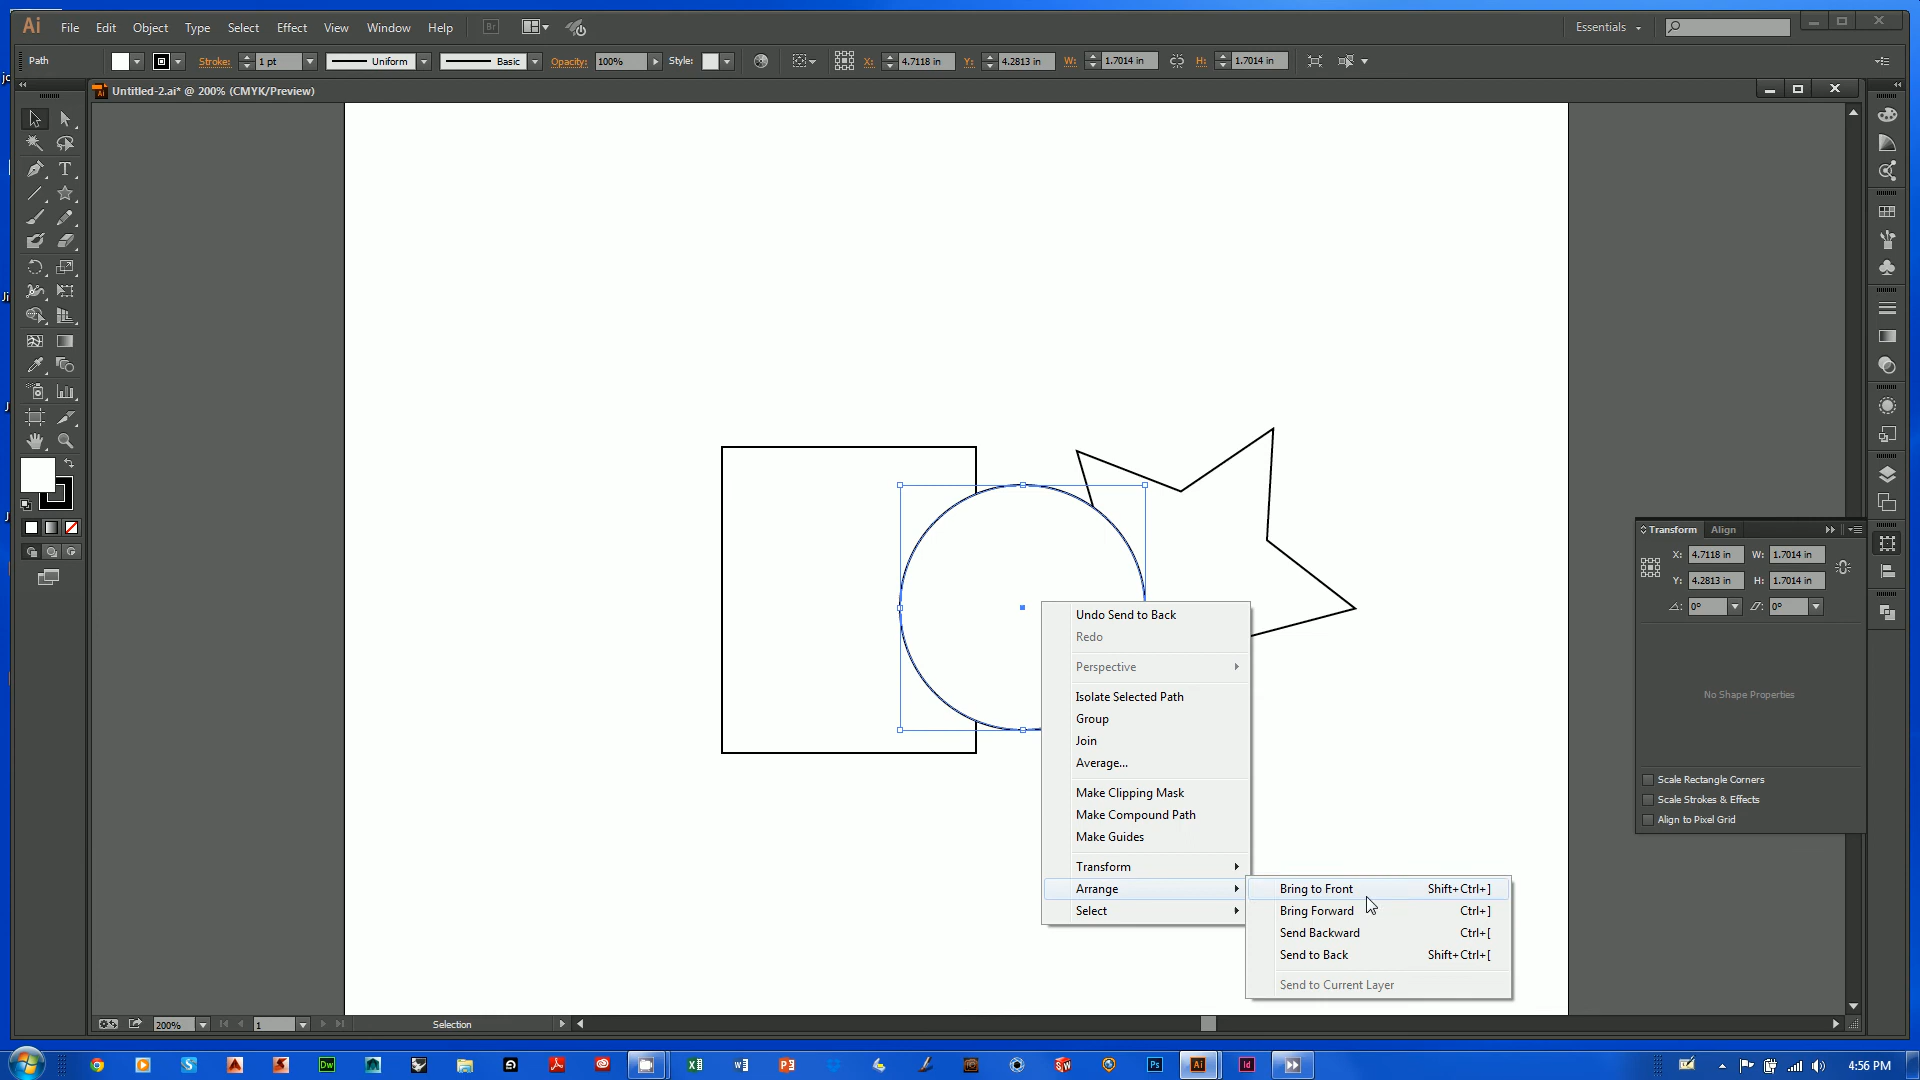 Ai File Edit Object Type Select Effect View Window Help Br Essentials
Path Stroke: 1 pt Uniform Basic Opacity: 100% Style: X: 4.7118 in Y: 4.2813 in W: 1.7014 in H: 1.7014 in
Untitled-2.ai* @ 200% (CMYK/Preview)
Transform Align
X: 4.7118 in W: 1.7014 in
Y: 4.2813 in H: 1.7014 in
0° 0°
No Shape Properties
Scale Rectangle Corners
Scale Strokes & Effects
Align to Pixel Grid
Undo Send to Back
Redo
Perspective
Isolate Selected Path
Group
Join
Average...
Make Clipping Mask
Make Compound Path
Make Guides
Transform
Arrange
Select
Bring to Front Shift+Ctrl+]
Bring Forward Ctrl+]
Send Backward Ctrl+[
Send to Back Shift+Ctrl+[
Send to Current Layer
200% 1 Selection
Dw Ps Ai Id 4:56 PM